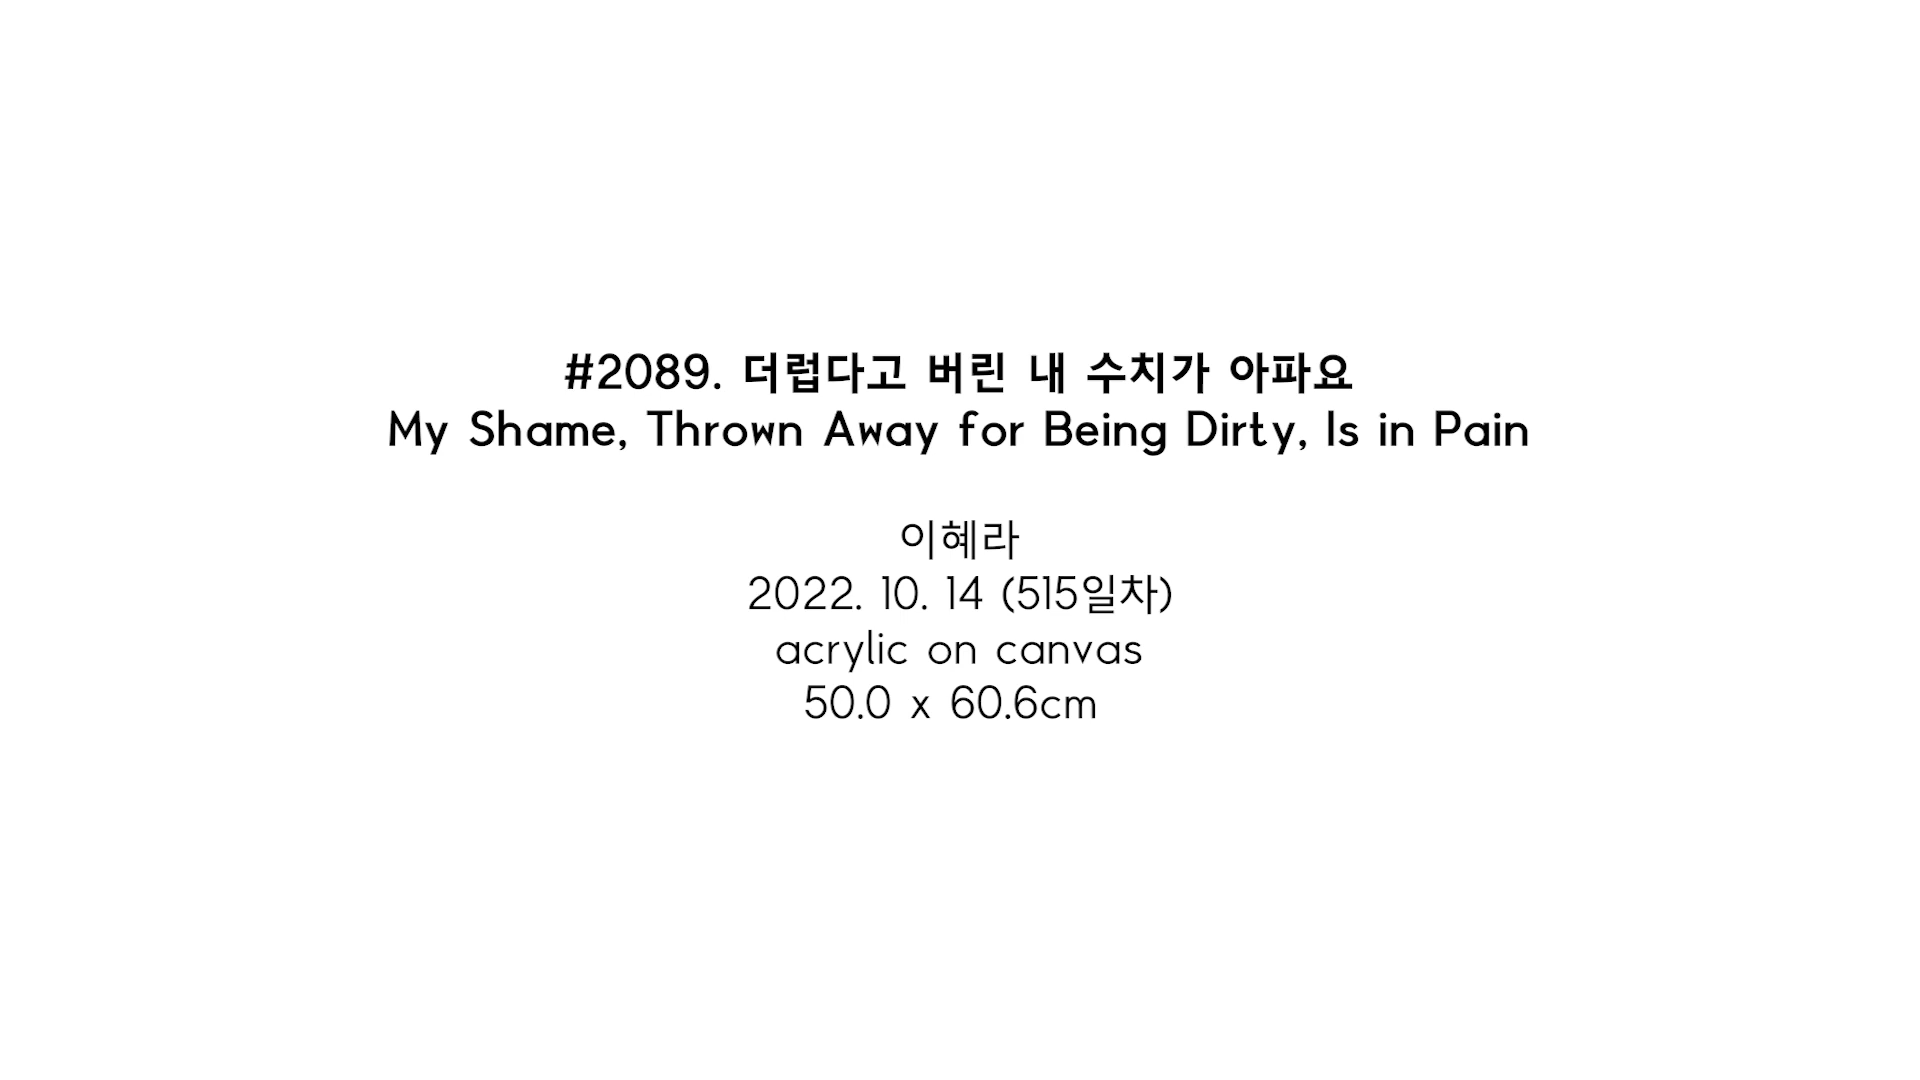 #2089. 더럽다고 버린 내 수치가 아파요
My Shame, Thrown Away for Being Dirty, Is in Pain
이혜라
2022. 10. 14 (515일차)
acrylic on canvas
50.0 x 60.6cm